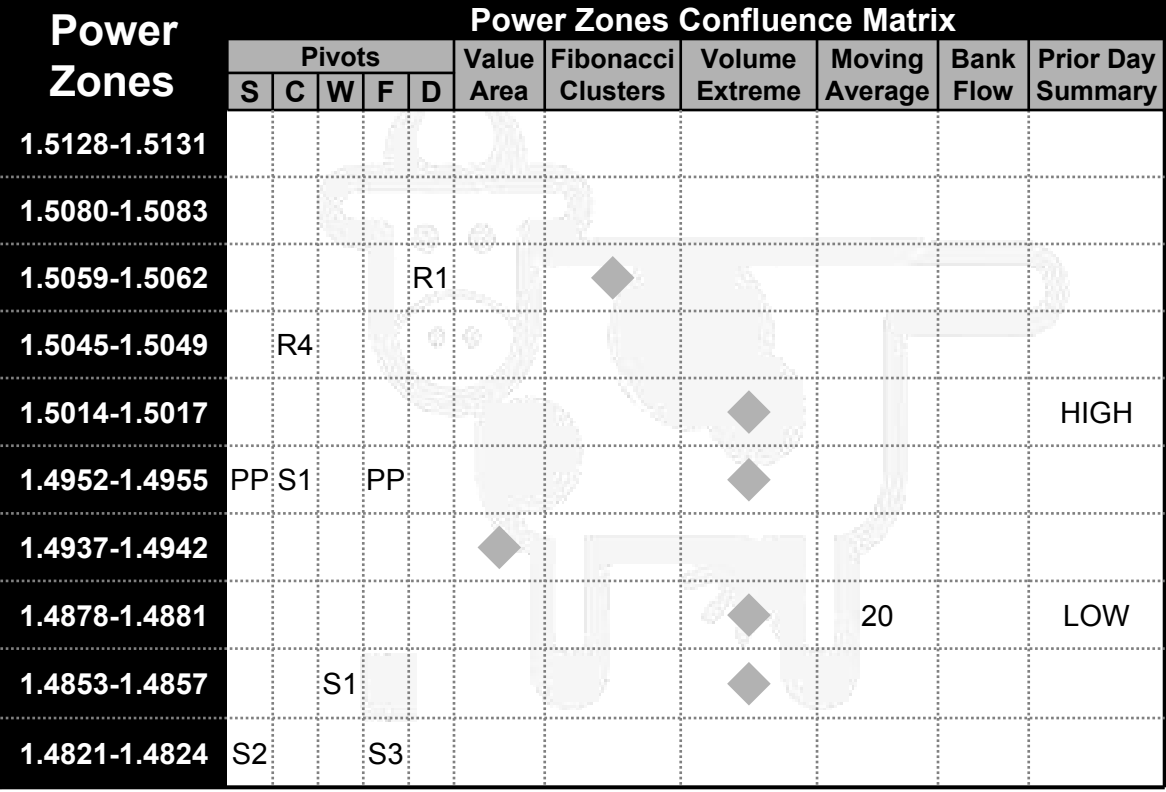 Power Zones
Power Zones Confluence Matrix
Pivots
Value Area
Fibonacci Clusters
Volume Extreme
Moving Average
Bank Flow
Prior Day Summary
S C W F D
1.5128-1.5131
1.5080-1.5083
1.5059-1.5062 R1
1.5045-1.5049 R4
1.5014-1.5017 HIGH
1.4952-1.4955 PP S1 PP
1.4937-1.4942
1.4878-1.4881 20 LOW
1.4853-1.4857 S1
1.4821-1.4824 S2 S3